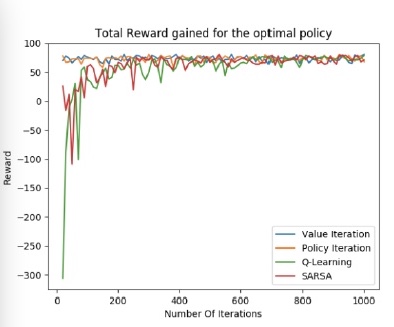 Total Reward gained for the optimal policy
100
50
0
−50
−100
−150
−200
−250
−300
Reward
0 200 400 600 800 1000
Number Of Iterations
Value Iteration
Policy Iteration
Q-Learning
SARSA